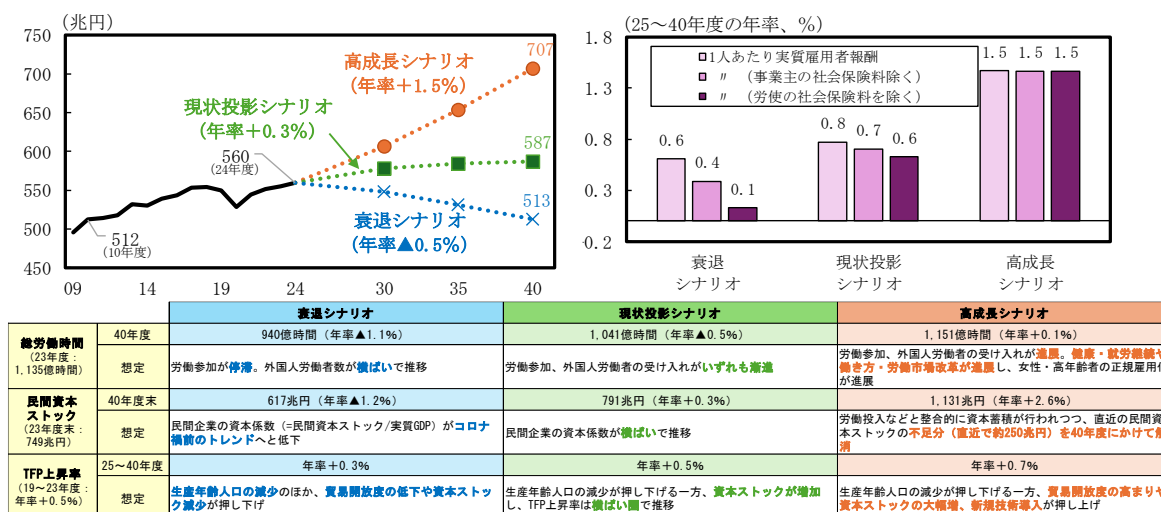 (兆円)
750
700
650
600
550
500
450
09
14
19
24
30
35
40
高成長シナリオ
(年率+1.5%)
707
現状投影シナリオ
(年率+0.3%)
587
560
(24年度)
512
(10年度)
衰退シナリオ
(年率▲0.5%)
513
(25~40年度の年率、%)
1.8
1.3
0.8
0.3
-0.2
1人あたり実質雇用者報酬
〃 (事業主の社会保険料除く)
〃 (労使の社会保険料を除く)
0.6
0.4
0.1
0.8
0.7
0.6
1.5
1.5
1.5
衰退
シナリオ
現状投影
シナリオ
高成長
シナリオ
衰退シナリオ
現状投影シナリオ
高成長シナリオ
総労働時間
(23年度:
1,135億時間)
40年度
940億時間(年率▲1.1%)
1,041億時間(年率▲0.5%)
1,151億時間(年率+0.1%)
想定
労働参加が停滞。外国人労働者数が横ばいで推移
労働参加、外国人労働者の受け入れがいずれも漸進
労働参加、外国人労働者の受け入れが進展。健康・就労継続や
働き方・労働市場改革が進展し、女性・高年齢者の正規雇用化
が進展
民間資本
ストック
(23年度末:
749兆円)
40年度末
617兆円(年率▲1.2%)
791兆円(年率+0.3%)
1,131兆円(年率+2.6%)
想定
民間企業の資本係数(=民間資本ストック/実質GDP)がコロナ
禍前のトレンドへと低下
民間企業の資本係数が横ばいで推移
労働投入などと整合的に資本蓄積が行われつつ、直近の民間資
本ストックの不足分(直近で約250兆円)を40年度にかけて解
消
TFP上昇率
(19~23年度:
年率+0.5%)
25~40年度
年率+0.3%
年率+0.5%
年率+0.7%
想定
生産年齢人口の減少のほか、貿易開放度の低下や資本ストッ
ク減少が押し下げ
生産年齢人口の減少が押し下げる一方、資本ストックが増加
し、TFP上昇率は横ばい圏で推移
生産年齢人口の減少が押し下げる一方、貿易開放度の高まりや
資本ストックの大幅増、新規技術導入が押し上げ